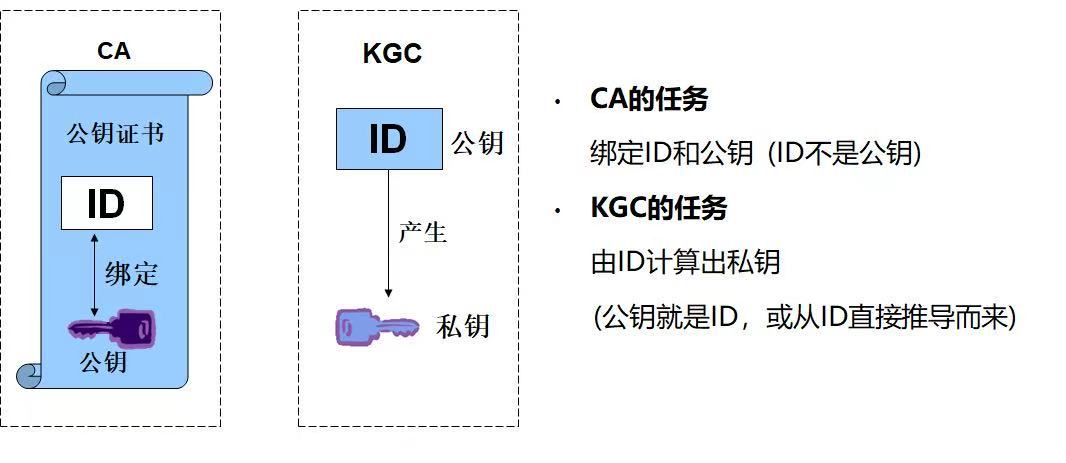 CA
公钥证书
ID
绑定
公钥
KGC
ID
公钥
产生
私钥
• CA的任务
绑定ID和公钥 (ID不是公钥)
• KGC的任务
由ID计算出私钥
(公钥就是ID，或从ID直接推导而来)